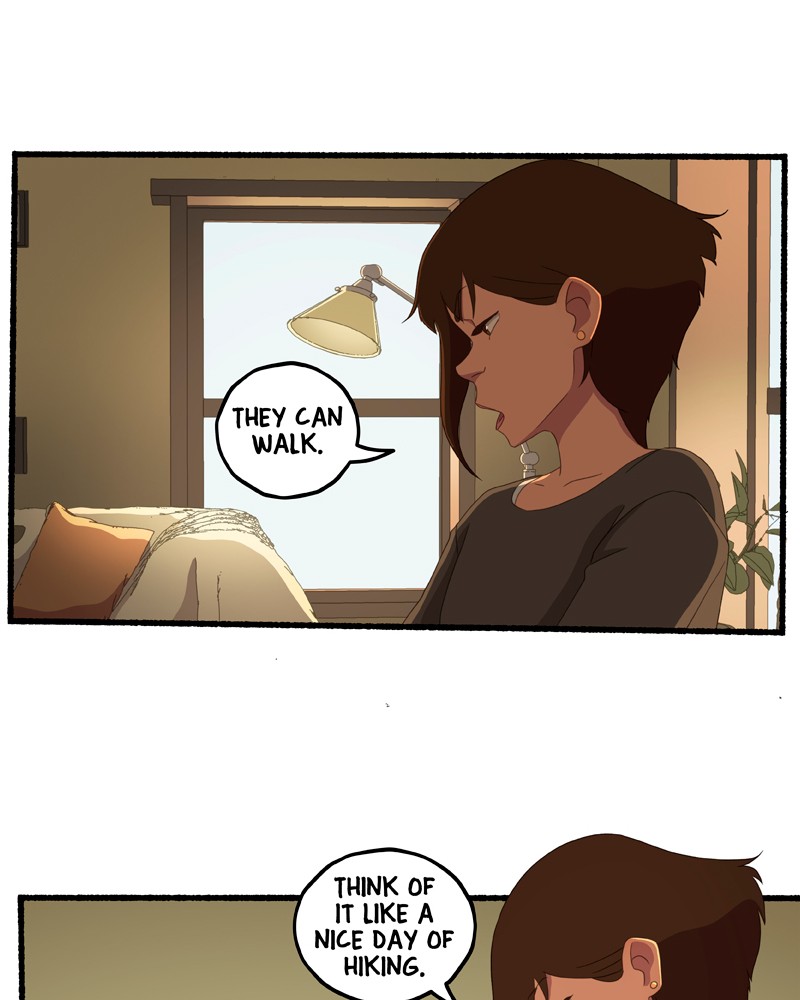 THEY CAN
WALK.
THINK OF
IT LIKE A
NICE DAY OF
HIKING.